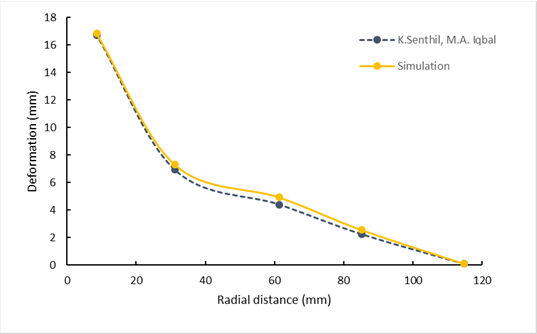 18
16
14
12
10
8
6
4
2
0
Deformation (mm)
K.Senthil, M.A. Iqbal
Simulation
0 20 40 60 80 100 120
Radial distance (mm)